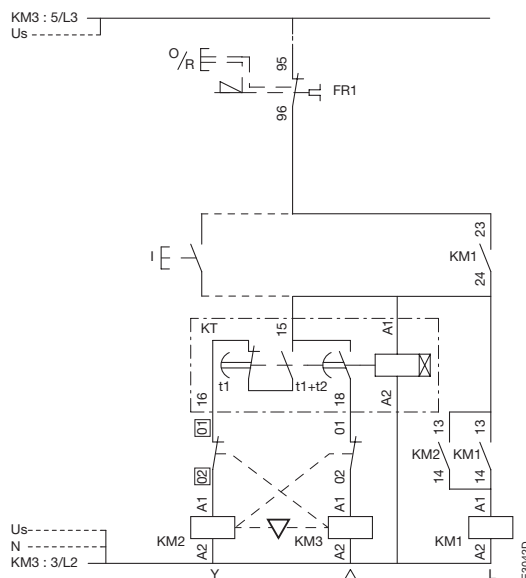 KM3 : 5/L3
Us
O/R
95
96
FR1
I
23
24
KM1
KT
15
A1
t1
t1+t2
A2
16
18
01
01
13
13
KM2
KM1
02
02
14
14
A1
A1
A1
Us
N
KM2
KM3
KM1
A2
A2
A2
KM3 : 3/L2
Y
△
L